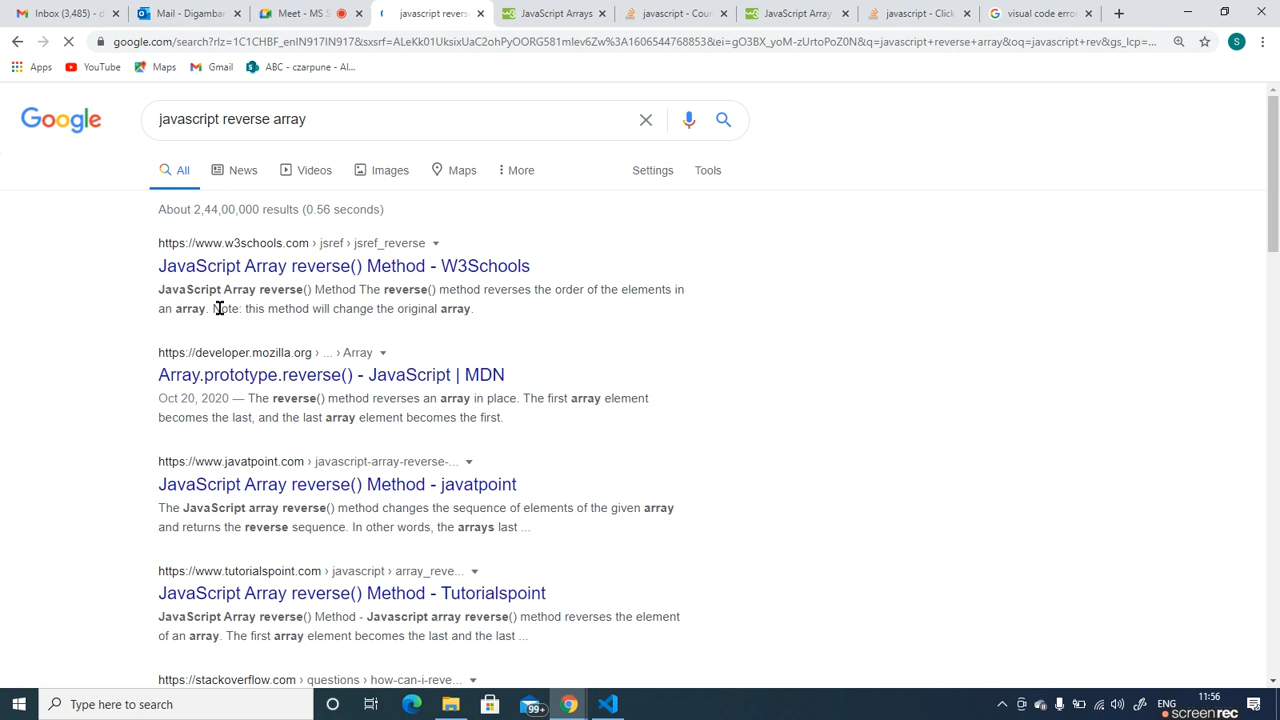 Inbox (3,485) - d
Mail - Digambar
Meet - MS S
javascript revers
JavaScript Arrays
javascript - Cour
JavaScript Array
javascript - Click
visual code error
google.com/search?rlz=1C1CHBF_enIN917IN917&sxsrf=ALeKk01UksixUaC2ohPyOORG581mlev6Zw%3A1606544768853&ei=gO3BX_yoM-zUrtoPoZ0N&q=javascript+reverse+array&oq=javascript+rev&gs_lcp=...
S
Apps
YouTube
Maps
Gmail
ABC - czarpune - Al...
Google
javascript reverse array
All
News
Videos
Images
Maps
More
Settings
Tools
About 2,44,00,000 results (0.56 seconds)
https://www.w3schools.com › jsref › jsref_reverse
JavaScript Array reverse() Method - W3Schools
JavaScript Array reverse() Method The reverse() method reverses the order of the elements in
an array. Note: this method will change the original array.
https://developer.mozilla.org › ... › Array
Array.prototype.reverse() - JavaScript | MDN
Oct 20, 2020 — The reverse() method reverses an array in place. The first array element
becomes the last, and the last array element becomes the first.
https://www.javatpoint.com › javascript-array-reverse-...
JavaScript Array reverse() Method - javatpoint
The JavaScript array reverse() method changes the sequence of elements of the given array
and returns the reverse sequence. In other words, the arrays last ...
https://www.tutorialspoint.com › javascript › array_reve...
JavaScript Array reverse() Method - Tutorialspoint
JavaScript Array reverse() Method - Javascript array reverse() method reverses the element
of an array. The first array element becomes the last and the last ...
https://stackoverflow.com › questions › how-can-i-reve...
Type here to search
99+
ENG
11:56
screenrec